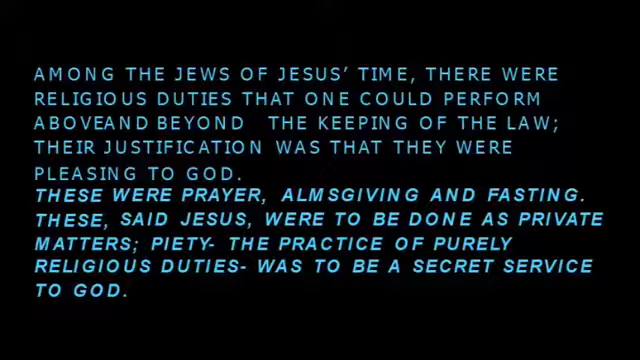 AMONG THE JEWS OF JESUS’ TIME, THERE WERE
RELIGIOUS DUTIES THAT ONE COULD PERFORM
ABOVEAND BEYOND THE KEEPING OF THE LAW;
THEIR JUSTIFICATION WAS THAT THEY WERE
PLEASING TO GOD.
THESE WERE PRAYER, ALMSGIVING AND FASTING.
THESE, SAID JESUS, WERE TO BE DONE AS PRIVATE
MATTERS; PIETY- THE PRACTICE OF PURELY
RELIGIOUS DUTIES- WAS TO BE A SECRET SERVICE
TO GOD.